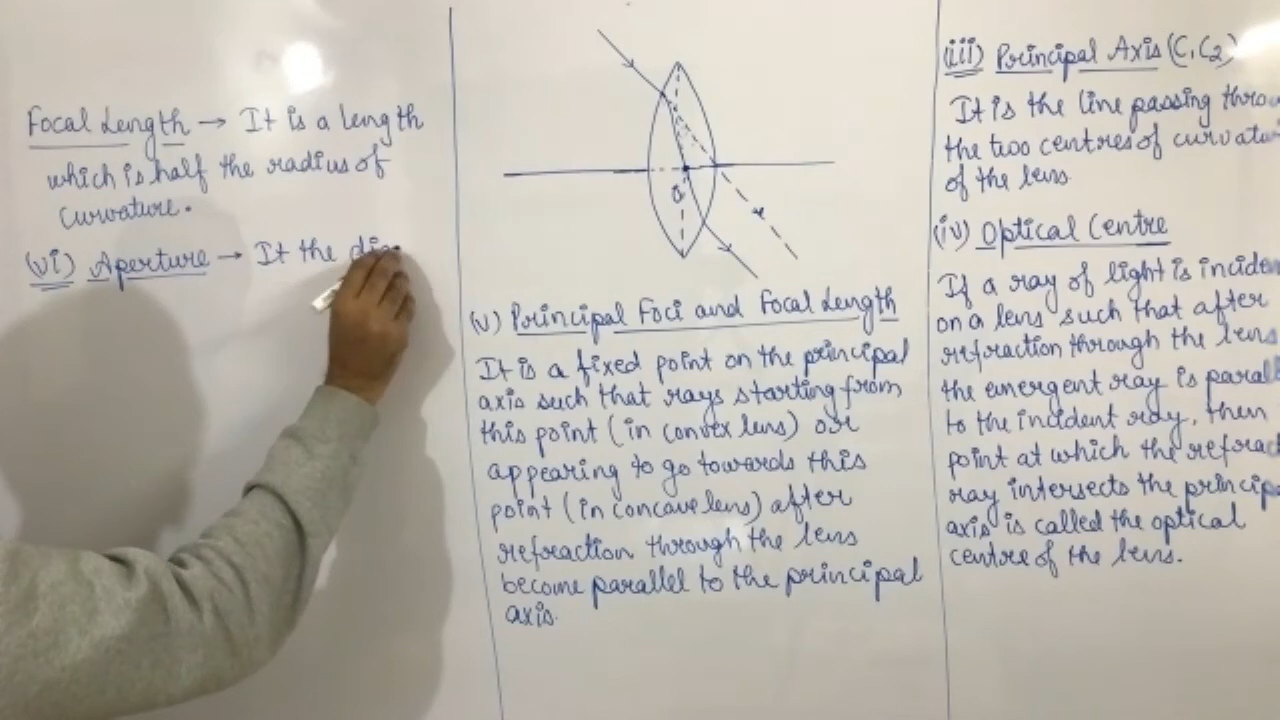 Focal Length → It is a length
which is half the radius of
curvature.
(vi) Aperture → It the
O
(v) Principal Foci and Focal Length
It is a fixed point on the principal
axis such that rays starting from
this point (in convex lens) or
appearing to go towards this
point (in concave lens) after
refraction through the lens
become parallel to the principal
axis.
(iii) Principal Axis (C1C2)
It is the line passing thro
the two centres of curvatu
of the lens
(iv) Optical Centre
If a ray of light is inciden
on a lens such that after
refraction through the lens
the emergent ray is parall
to the incident ray, then
point at which the refrac
ray intersects the princip
axis is called the optical
centre of the lens.